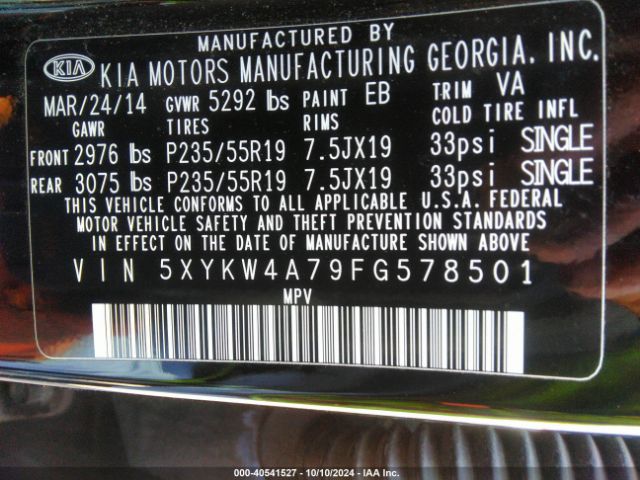 MANUFACTURED BY
KIA KIA MOTORS MANUFACTURING GEORGIA, INC.
MAR/24/14 GVWR 5292 lbs PAINT EB TRIM VA
GAWR TIRES RIMS COLD TIRE INFL
FRONT 2976 lbs P235/55R19 7.5JX19 33psi SINGLE
REAR 3075 lbs P235/55R19 7.5JX19 33psi SINGLE
THIS VEHICLE CONFORMS TO ALL APPLICABLE U.S.A. FEDERAL
MOTOR VEHICLE SAFETY AND THEFT PREVENTION STANDARDS
IN EFFECT ON THE DATE OF MANUFACTURE SHOWN ABOVE
VIN 5XYKW4A79FG578501
MPV
000-40541527 - 10/10/2024 - IAA Inc.